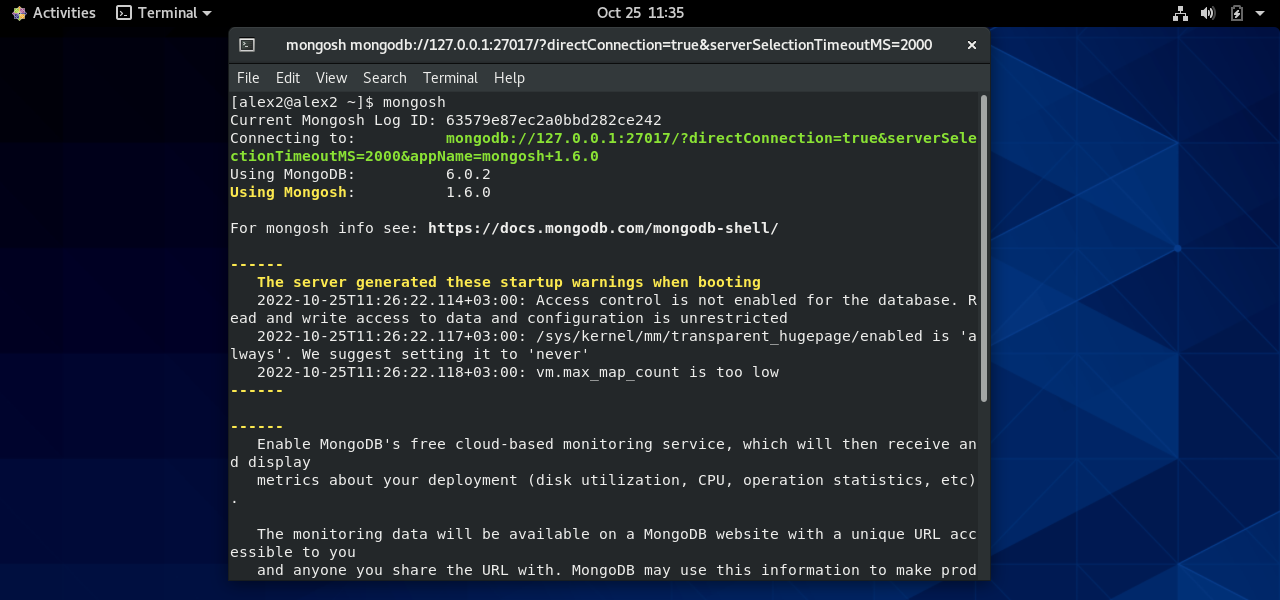 Activities Terminal Oct 25 11:35
mongosh mongodb://127.0.0.1:27017/?directConnection=true&serverSelectionTimeoutMS=2000
File Edit View Search Terminal Help
[alex2@alex2 ~]$ mongosh
Current Mongosh Log ID: 63579e87ec2a0bbd282ce242
Connecting to: mongodb://127.0.0.1:27017/?directConnection=true&serverSele
ctionTimeoutMS=2000&appName=mongosh+1.6.0
Using MongoDB: 6.0.2
Using Mongosh: 1.6.0
For mongosh info see: https://docs.mongodb.com/mongodb-shell/
------
The server generated these startup warnings when booting
2022-10-25T11:26:22.114+03:00: Access control is not enabled for the database. R
ead and write access to data and configuration is unrestricted
2022-10-25T11:26:22.117+03:00: /sys/kernel/mm/transparent_hugepage/enabled is 'a
lways'. We suggest setting it to 'never'
2022-10-25T11:26:22.118+03:00: vm.max_map_count is too low
------
------
Enable MongoDB's free cloud-based monitoring service, which will then receive an
d display
metrics about your deployment (disk utilization, CPU, operation statistics, etc)
.
The monitoring data will be available on a MongoDB website with a unique URL acc
essible to you
and anyone you share the URL with. MongoDB may use this information to make prod